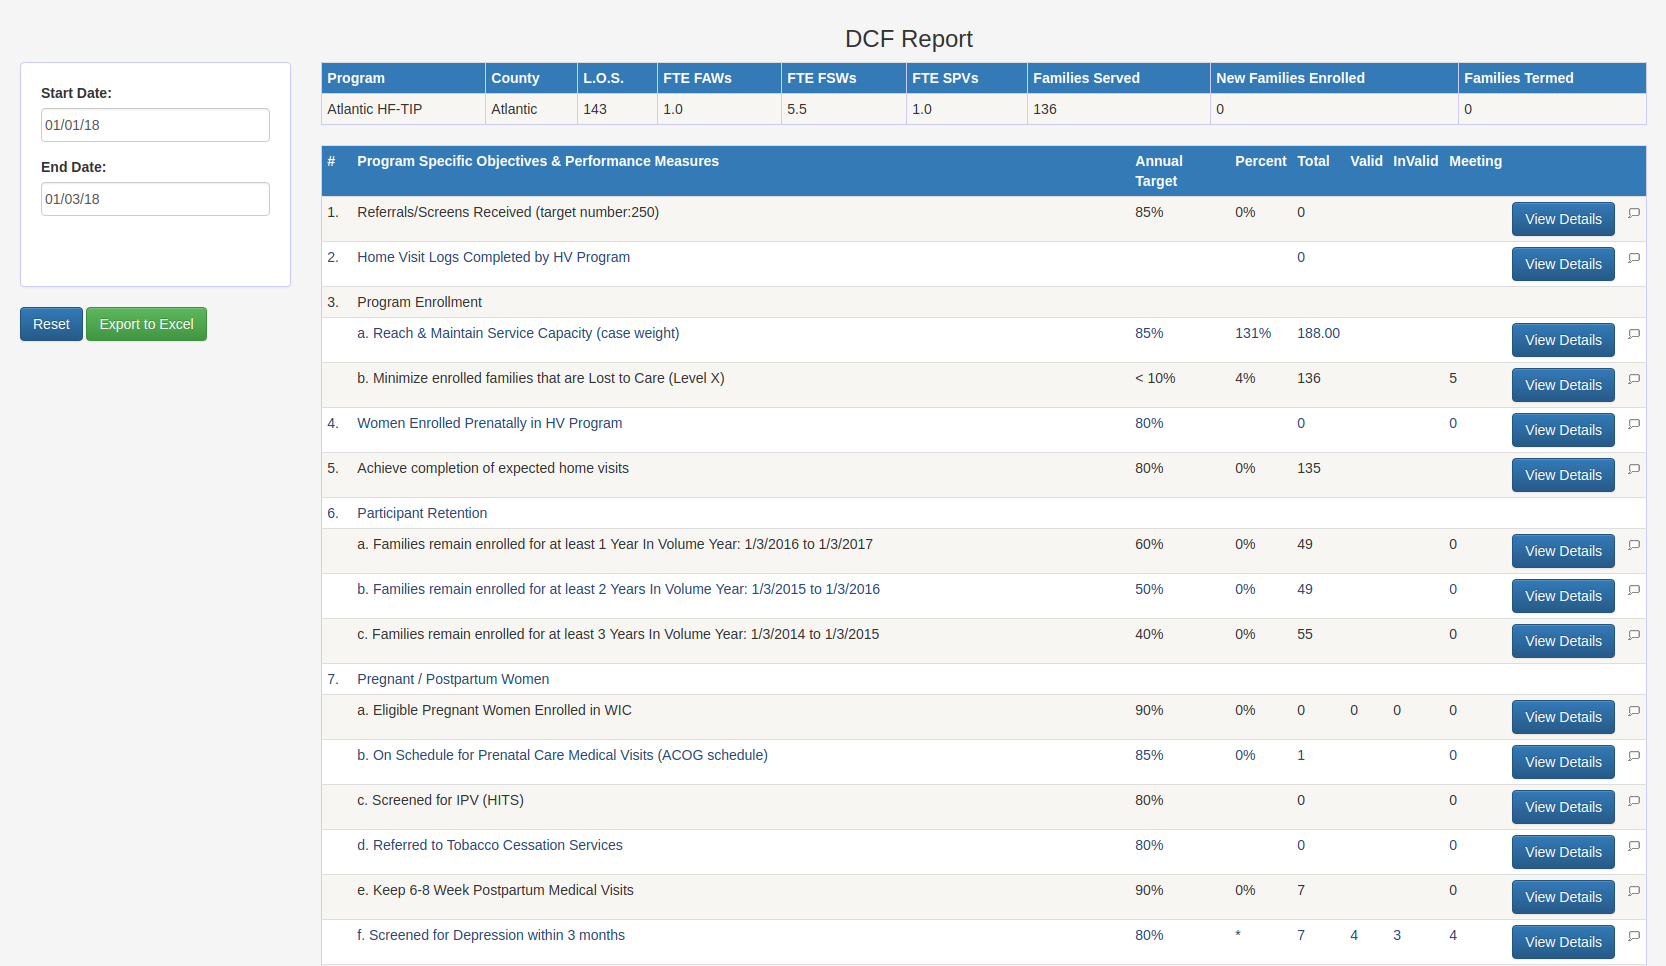 DCF Report
Start Date:
01/01/18
End Date:
01/03/18
Reset Export to Excel
Program County L.O.S. FTE FAWs FTE FSWs FTE SPVs Families Served New Families Enrolled Families Termed
Atlantic HF-TIP Atlantic 143 1.0 5.5 1.0 136 0 0
# Program Specific Objectives & Performance Measures Annual Target Percent Total Valid InValid Meeting
1. Referrals/Screens Received (target number:250) 85% 0% 0 View Details
2. Home Visit Logs Completed by HV Program 0 View Details
3. Program Enrollment
a. Reach & Maintain Service Capacity (case weight) 85% 131% 188.00 View Details
b. Minimize enrolled families that are Lost to Care (Level X) < 10% 4% 136 5 View Details
4. Women Enrolled Prenatally in HV Program 80% 0 0 View Details
5. Achieve completion of expected home visits 80% 0% 135 View Details
6. Participant Retention
a. Families remain enrolled for at least 1 Year In Volume Year: 1/3/2016 to 1/3/2017 60% 0% 49 0 View Details
b. Families remain enrolled for at least 2 Years In Volume Year: 1/3/2015 to 1/3/2016 50% 0% 49 0 View Details
c. Families remain enrolled for at least 3 Years In Volume Year: 1/3/2014 to 1/3/2015 40% 0% 55 0 View Details
7. Pregnant / Postpartum Women
a. Eligible Pregnant Women Enrolled in WIC 90% 0% 0 0 0 0 View Details
b. On Schedule for Prenatal Care Medical Visits (ACOG schedule) 85% 0% 1 0 View Details
c. Screened for IPV (HITS) 80% 0 0 View Details
d. Referred to Tobacco Cessation Services 80% 0 0 View Details
e. Keep 6-8 Week Postpartum Medical Visits 90% 0% 7 0 View Details
f. Screened for Depression within 3 months 80% * 7 4 3 4 View Details